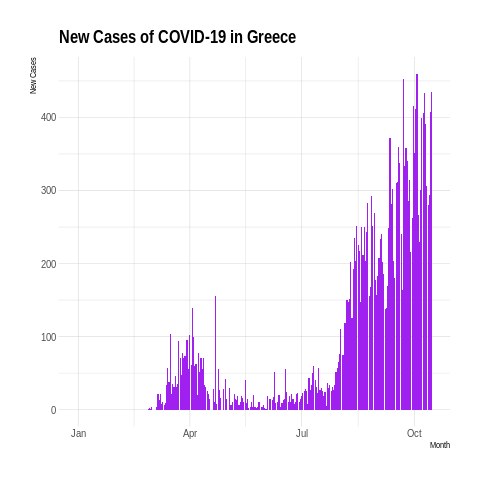 New Cases of COVID-19 in Greece
New Cases
400
300
200
100
0
Jan Apr Jul Oct
Month